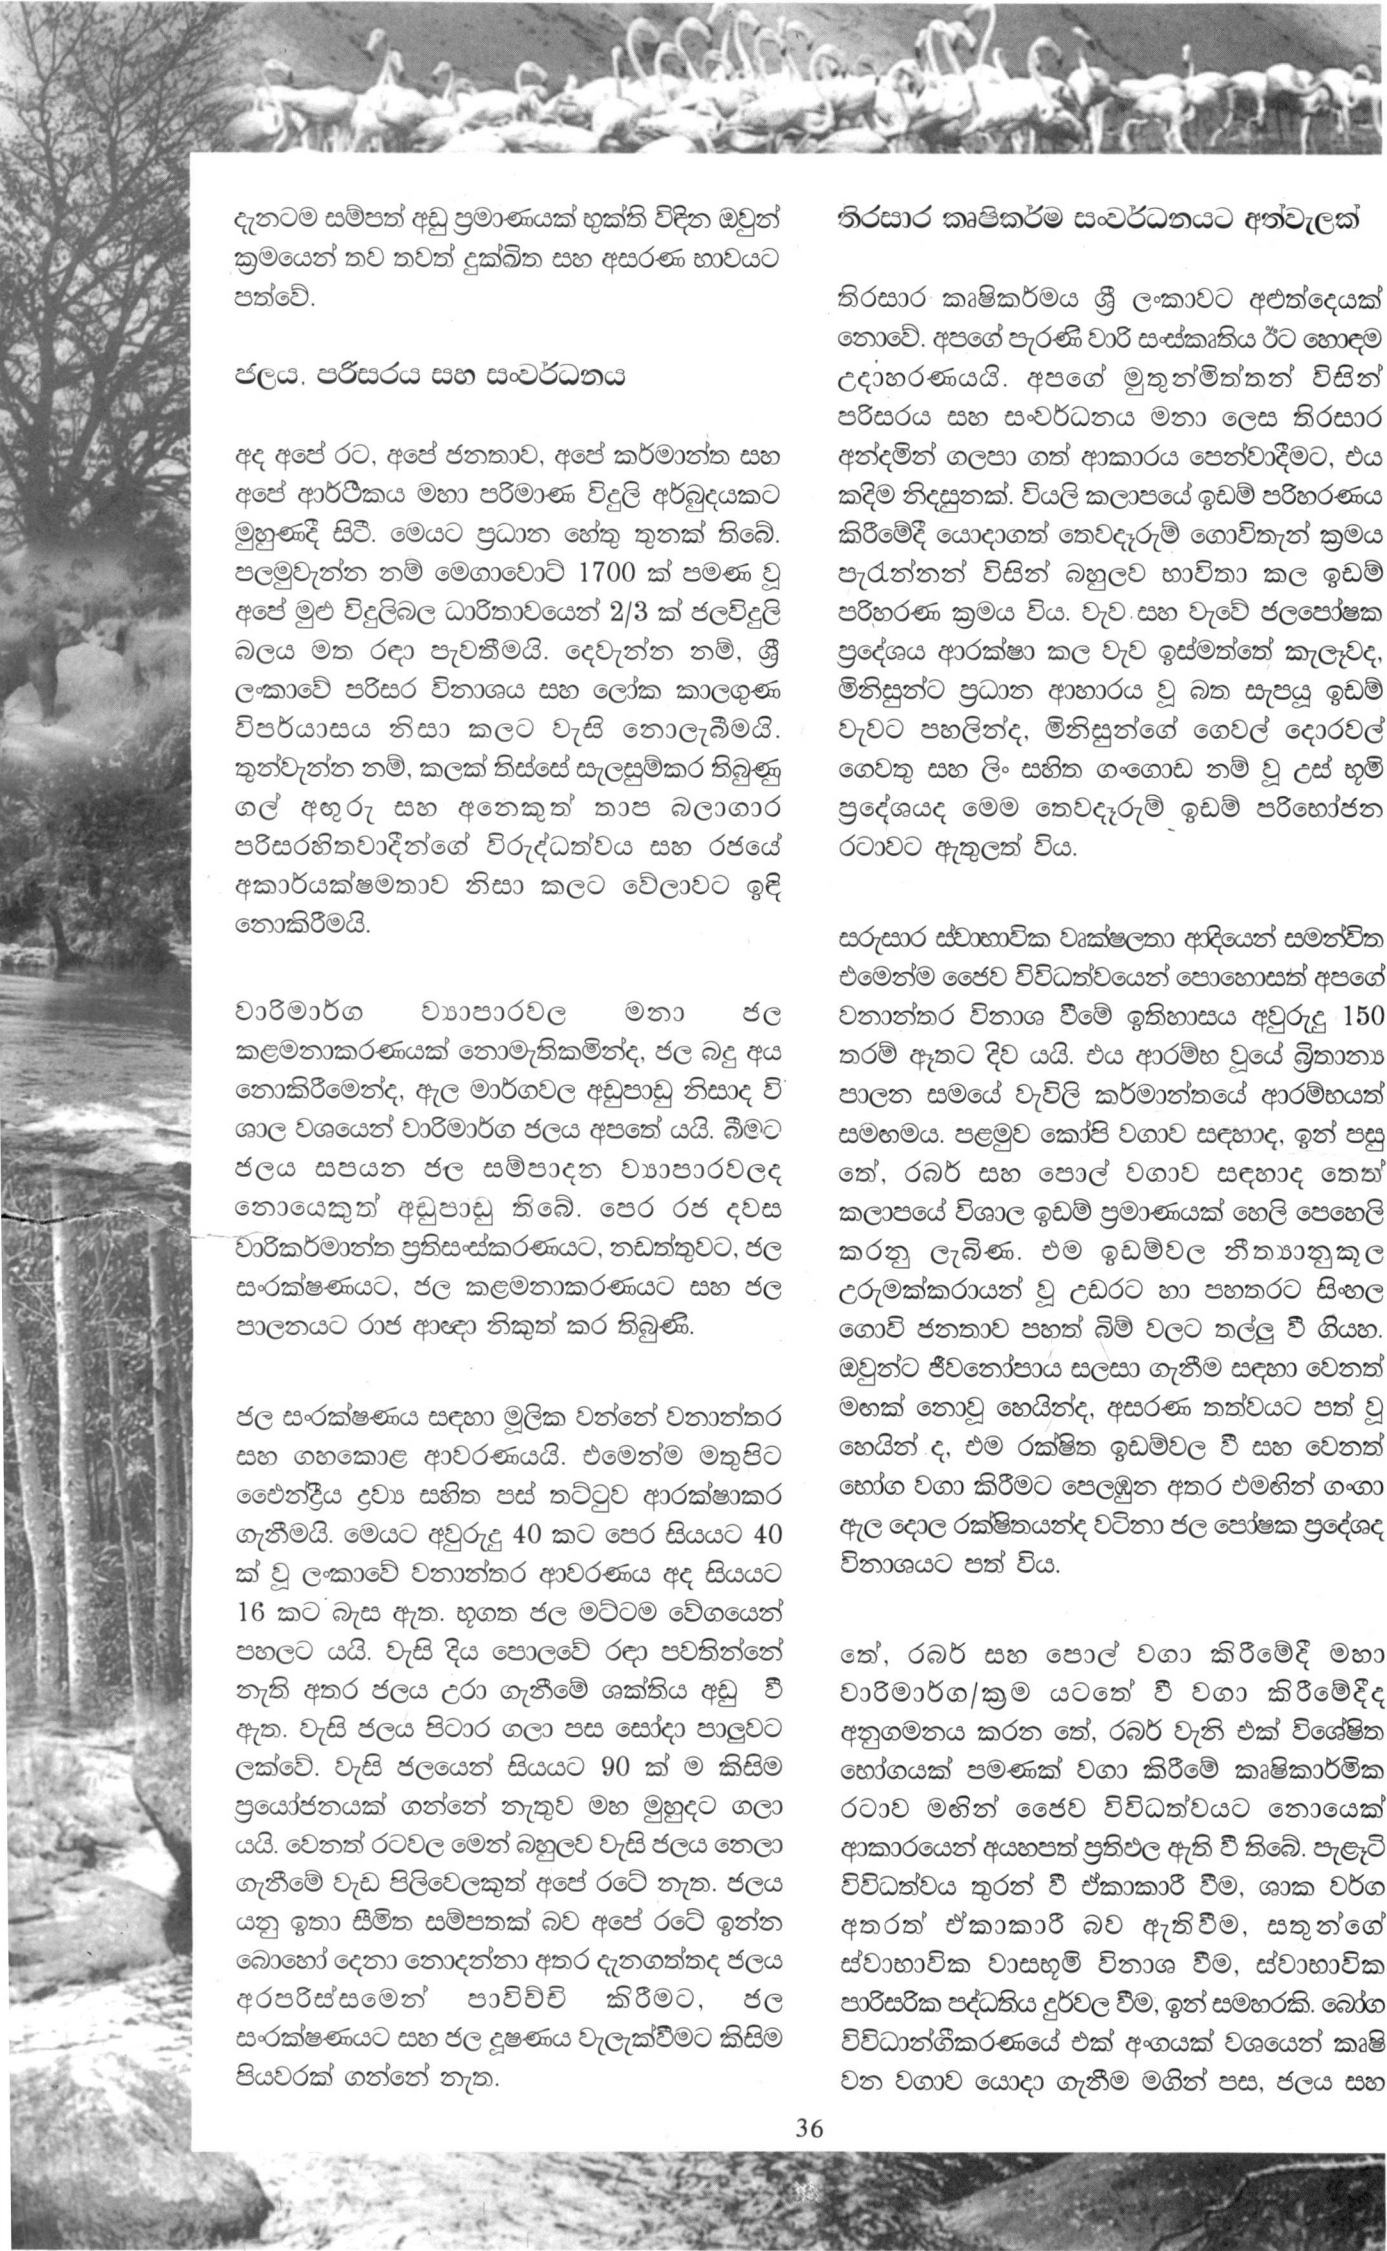 දැනටම සම්පත් අඩු ප්‍රමාණයක් භුක්ති විඳින ඔවුන්
ක්‍රමයෙන් තව තවත් දුක්ඛිත සහ අසරණ භාවයට
පත්වේ.
ජලය, පරිසරය සහ සංවර්ධනය
අද අපේ රට, අපේ ජනතාව, අපේ කර්මාන්ත සහ
අපේ ආර්ථිකය මහා පරිමාණ විදුලි අර්බුදයකට
මුහුණදී සිටී. මෙයට ප්‍රධාන හේතු තුනක් තිබේ.
පලමුවැන්න නම් මෙගාවොට් 1700 ක් පමණ වූ
අපේ මුළු විදුලිබල ධාරිතාවයෙන් 2/3 ක් ජලවිදුලි
බලය මත රඳා පැවතීමයි. දෙවැන්න නම්, ශ්‍රී
ලංකාවේ පරිසර විනාශය සහ ලෝක කාලගුණ
විපර්යාසය නිසා කලට වැසි නොලැබීමයි.
තුන්වැන්න නම්, කලක් තිස්සේ සැලසුම්කර තිබුණු
ගල් අඟුරු සහ අනෙකුත් තාප බලාගාර
පරිසරහිතවාදීන්ගේ විරුද්ධත්වය සහ රජයේ
අකාර්යක්ෂමතාව නිසා කලට වේලාවට ඉඳි
නොකිරීමයි.
වාරිමාර්ග ව්‍යාපාරවල මනා ජල
කළමනාකරණයක් නොමැතිකමින්ද, ජල බදු අය
නොකිරීමෙන්ද, ඇල මාර්ගවල අඩුපාඩු නිසාද වි
ශාල වශයෙන් වාරිමාර්ග ජලය අපතේ යයි. බීමට
ජලය සපයන ජල සම්පාදන ව්‍යාපාරවලද
නොයෙකුත් අඩුපාඩු තිබේ. පෙර රජ දවස
වාරිකර්මාන්ත ප්‍රතිසංස්කරණයට, නඩත්තුවට, ජල
සංරක්ෂණයට, ජල කළමනාකරණයට සහ ජල
පාලනයට රාජ ආඥා නිකුත් කර තිබුණි.
ජල සංරක්ෂණය සඳහා මූලික වන්නේ වනාන්තර
සහ ගහකොළ ආවරණයයි. එමෙන්ම මතුපිට
ඓන්ද්‍රීය ද්‍රව්‍ය සහිත පස් තට්ටුව ආරක්ෂාකර
ගැනීමයි. මෙයට අවුරුදු 40 කට පෙර සියයට 40
ක් වූ ලංකාවේ වනාන්තර ආවරණය අද සියයට
16 කට බැස ඇත. භූගත ජල මට්ටම වේගයෙන්
පහලට යයි. වැසි දිය පොලවේ රඳා පවතින්නේ
නැති අතර ජලය උරා ගැනීමේ ශක්තිය අඩු වී
ඇත. වැසි ජලය පිටාර ගලා පස සෝදා පාලුවට
ලක්වේ. වැසි ජලයෙන් සියයට 90 ක් ම කිසිම
ප්‍රයෝජනයක් ගන්නේ නැතුව මහ මුහුදට ගලා
යයි. වෙනත් රටවල මෙන් බහුලව වැසි ජලය නෙලා
ගැනීමේ වැඩ පිලිවෙලකුත් අපේ රටේ නැත. ජලය
යනු ඉතා සීමිත සම්පතක් බව අපේ රටේ ඉන්න
බොහෝ දෙනා නොදන්නා අතර දැනගත්තද ජලය
අරපරිස්සමෙන් පාවිච්චි කිරීමට, ජල
සංරක්ෂණයට සහ ජල දූෂණය වැලැක්වීමට කිසිම
පියවරක් ගන්නේ නැත.
තිරසාර කෘෂිකර්ම සංවර්ධනයට අත්වැලක්
තිරසාර කෘෂිකර්මය ශ්‍රී ලංකාවට අළුත්දෙයක්
නොවේ. අපගේ පැරණි වාරි සංස්කෘතිය ඊට හොඳම
උදාහරණයයි. අපගේ මුතුන්මිත්තන් විසින්
පරිසරය සහ සංවර්ධනය මනා ලෙස තිරසාර
අන්දමින් ගලපා ගත් ආකාරය පෙන්වාදීමට, එය
කදිම නිදසුනක්. වියලි කලාපයේ ඉඩම් පරිහරණය
කිරීමේදී යොදාගත් තෙවදෑරුම් ගොවිතැන් ක්‍රමය
පැරැන්නන් විසින් බහුලව භාවිතා කල ඉඩම්
පරිහරණ ක්‍රමය විය. වැව සහ වැවේ ජලපෝෂක
ප්‍රදේශය ආරක්ෂා කල වැව ඉස්මත්තේ කැලෑවද,
මිනිසුන්ට ප්‍රධාන ආහාරය වූ බත සැපයූ ඉඩම්
වැවට පහලින්ද, මිනිසුන්ගේ ගෙවල් දොරවල්
ගෙවතු සහ ලිං සහිත ගංගොඩ නම් වූ උස් භූමි
ප්‍රදේශයද මෙම තෙවදෑරුම් ඉඩම් පරිභෝජන
රටාවට ඇතුලත් විය.
සරුසාර ස්වාභාවික වෘක්ෂලතා ආදියෙන් සමන්විත
එමෙන්ම ජෛව විවිධත්වයෙන් පොහොසත් අපගේ
වනාන්තර විනාශ වීමේ ඉතිහාසය අවුරුදු 150
තරම් ඈතට දිව යයි. එය ආරම්භ වූයේ බ්‍රිතාන්‍ය
පාලන සමයේ වැවිලි කර්මාන්තයේ ආරම්භයත්
සමඟමය. පළමුව කෝපි වගාව සඳහාද, ඉන් පසු
තේ, රබර් සහ පොල් වගාව සඳහාද තෙත්
කලාපයේ විශාල ඉඩම් ප්‍රමාණයක් හෙලි පෙහෙලි
කරනු ලැබිණ. එම ඉඩම්වල නීත්‍යානුකූල
උරුමක්කරායන් වූ උඩරට හා පහතරට සිංහල
ගොවි ජනතාව පහත් බිම් වලට තල්ලු වී ගියහ.
ඔවුන්ට ජීවනෝපාය සලසා ගැනීම සඳහා වෙනත්
මඟක් නොවූ හෙයින්ද, අසරණ තත්වයට පත් වූ
හෙයින් ද, එම රක්ෂිත ඉඩම්වල වී සහ වෙනත්
භෝග වගා කිරීමට පෙලඹුන අතර එමඟින් ගංගා
ඇල දොල රක්ෂිතයන්ද වටිනා ජල පෝෂක ප්‍රදේශද
විනාශයට පත් විය.
තේ, රබර් සහ පොල් වගා කිරීමේදී මහා
වාරිමාර්ග/ක්‍රම යටතේ වී වගා කිරීමේදීද
අනුගමනය කරන තේ, රබර් වැනි එක් විශේෂිත
භෝගයක් පමණක් වගා කිරීමේ කෘෂිකාර්මික
රටාව මඟින් ජෛව විවිධත්වයට නොයෙක්
ආකාරයෙන් අයහපත් ප්‍රතිඵල ඇති වී තිබේ. පැළෑටි
විවිධත්වය තුරන් වී ඒකාකාරී වීම, ශාක වර්ග
අතරත් ඒකාකාරී බව ඇතිවීම, සතුන්ගේ
ස්වාභාවික වාසභූමි විනාශ වීම, ස්වාභාවික
පාරිසරික පද්ධතිය දුර්වල වීම, ඉන් සමහරකි. බෝග
විවිධාන්ගීකරණයේ එක් අංගයක් වශයෙන් කෘෂි
වන වගාව යොදා ගැනීම මගින් පස, ජලය සහ
36